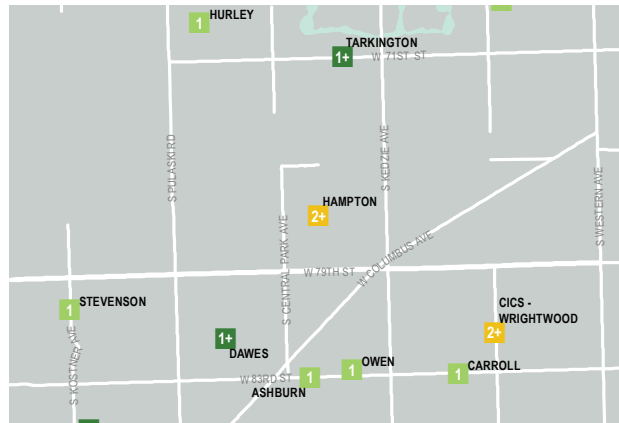 HURLEY
1
TARKINGTON
1+
W 71ST ST
S PULASKI RD
S KEDZIE AVE
S WESTERN AVE
HAMPTON
2+
S CENTRAL PARK AVE
W COLUMBUS AVE
W 79TH ST
STEVENSON
1
CICS -
WRIGHTWOOD
2+
S KOSTNER AVE
1+
DAWES
OWEN
1
CARROLL
1
W 83RD ST
ASHBURN
1